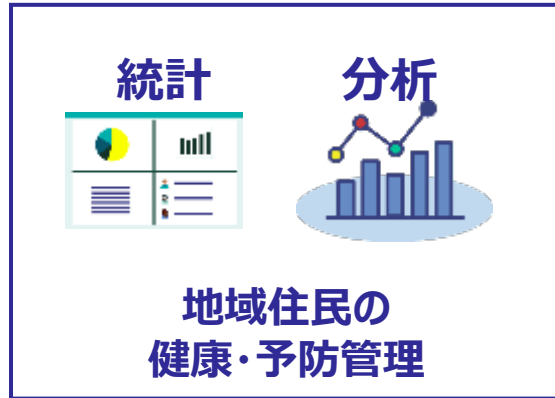 統計 分析
地域住民の
健康・予防管理